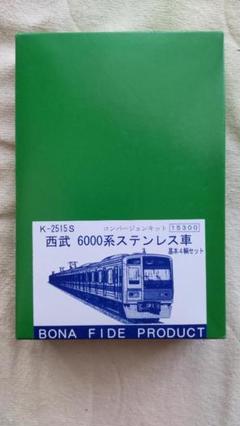 K-2515S
コンバージョンキット 15300
西武 6000系ステンレス車
基本4輛セット
BONA FIDE PRODUCT